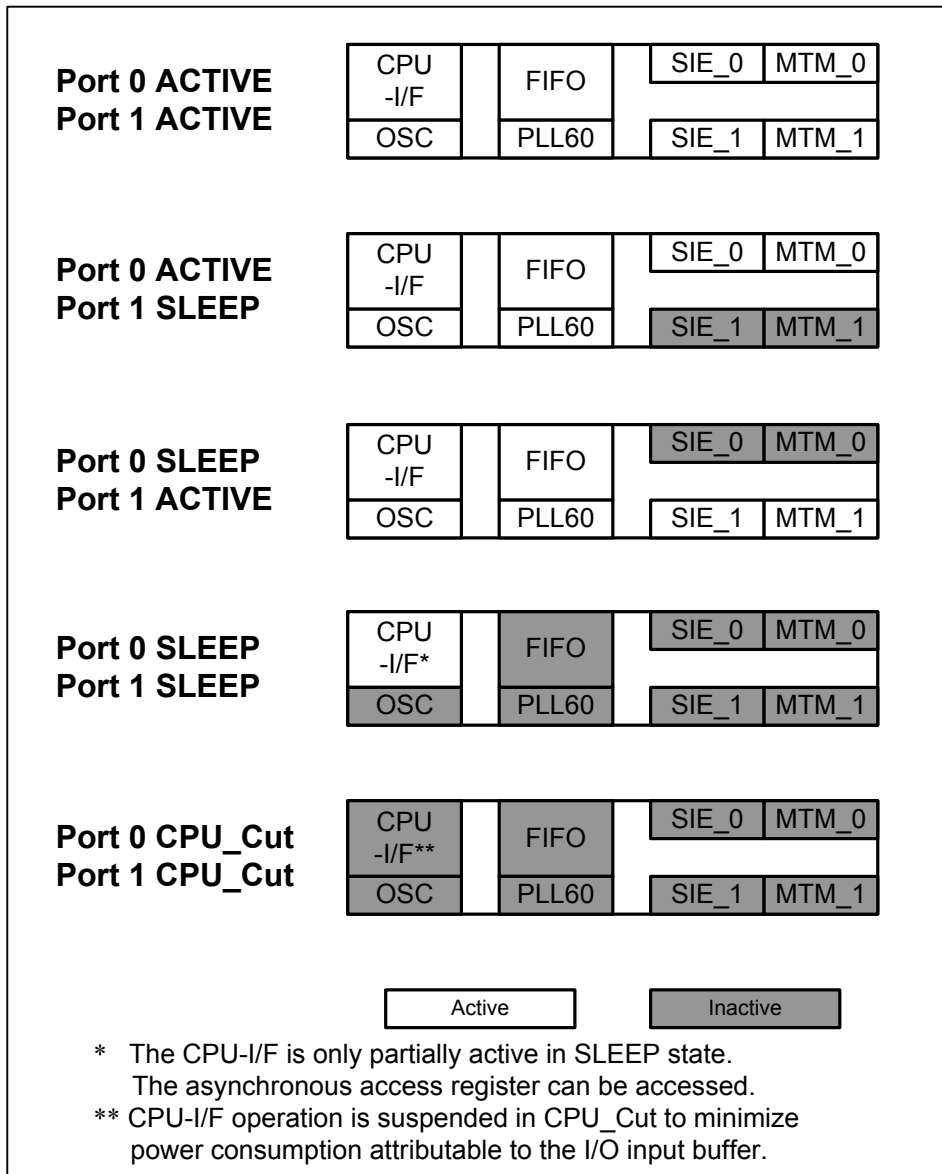 Port 0 ACTIVE
Port 1 ACTIVE
CPU
-I/F
OSC
FIFO
PLL60
SIE_0 MTM_0
SIE_1 MTM_1
Port 0 ACTIVE
Port 1 SLEEP
CPU
-I/F
OSC
FIFO
PLL60
SIE_0 MTM_0
SIE_1 MTM_1
Port 0 SLEEP
Port 1 ACTIVE
CPU
-I/F
OSC
FIFO
PLL60
SIE_0 MTM_0
SIE_1 MTM_1
Port 0 SLEEP
Port 1 SLEEP
CPU
-I/F*
OSC
FIFO
PLL60
SIE_0 MTM_0
SIE_1 MTM_1
Port 0 CPU_Cut
Port 1 CPU_Cut
CPU
-I/F**
OSC
FIFO
PLL60
SIE_0 MTM_0
SIE_1 MTM_1
Active
Inactive
* The CPU-I/F is only partially active in SLEEP state.
The asynchronous access register can be accessed.
** CPU-I/F operation is suspended in CPU_Cut to minimize
power consumption attributable to the I/O input buffer.